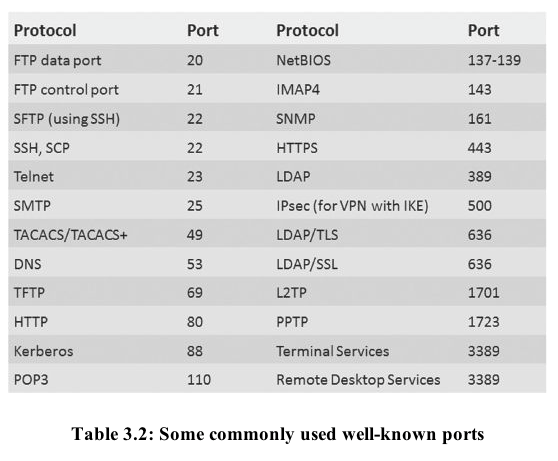 Protocol Port Protocol Port
FTP data port 20 NetBIOS 137-139
FTP control port 21 IMAP4 143
SFTP (using SSH) 22 SNMP 161
SSH, SCP 22 HTTPS 443
Telnet 23 LDAP 389
SMTP 25 IPsec (for VPN with IKE) 500
TACACS/TACACS+ 49 LDAP/TLS 636
DNS 53 LDAP/SSL 636
TFTP 69 L2TP 1701
HTTP 80 PPTP 1723
Kerberos 88 Terminal Services 3389
POP3 110 Remote Desktop Services 3389
Table 3.2: Some commonly used well-known ports